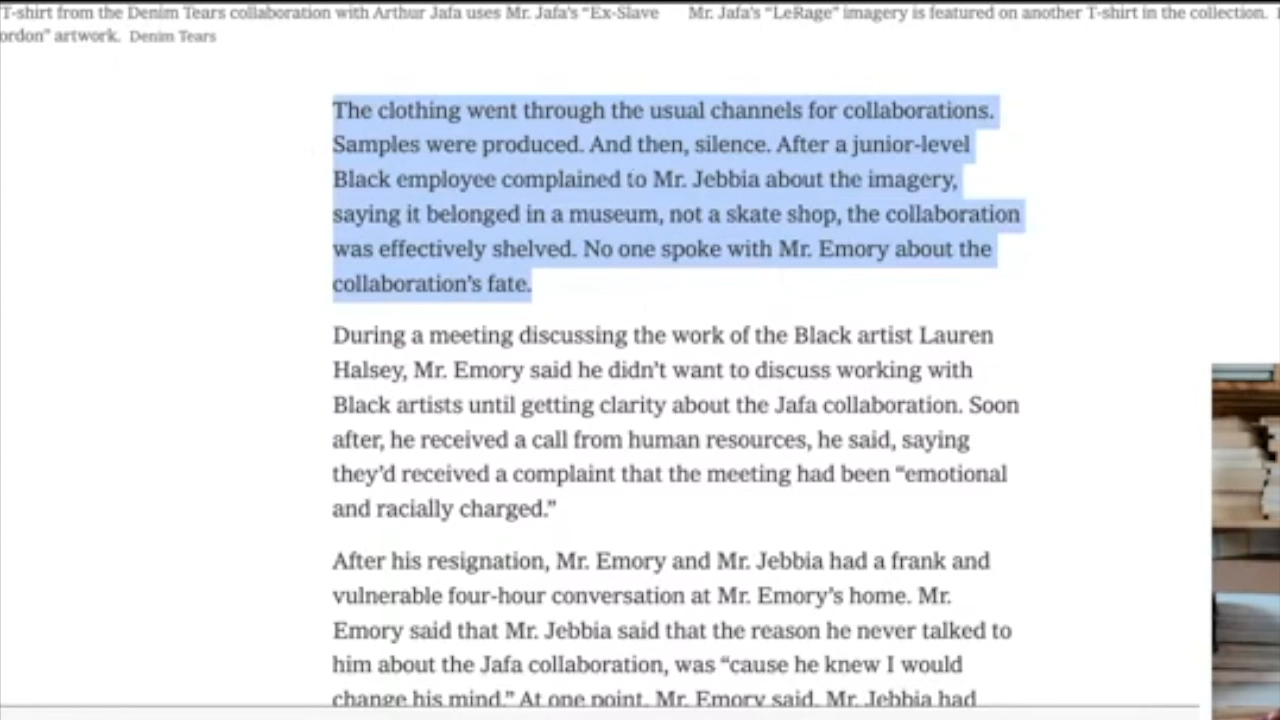 T-shirt from the Denim Tears collaboration with Arthur Jafa uses Mr. Jafa's “Ex-Slave
Mr. Jafa's “LeRage” imagery is featured on another T-shirt in the collection.
ordon” artwork. Denim Tears
The clothing went through the usual channels for collaborations.
Samples were produced. And then, silence. After a junior-level
Black employee complained to Mr. Jebbia about the imagery,
saying it belonged in a museum, not a skate shop, the collaboration
was effectively shelved. No one spoke with Mr. Emory about the
collaboration’s fate.
During a meeting discussing the work of the Black artist Lauren
Halsey, Mr. Emory said he didn’t want to discuss working with
Black artists until getting clarity about the Jafa collaboration. Soon
after, he received a call from human resources, he said, saying
they’d received a complaint that the meeting had been “emotional
and racially charged.”
After his resignation, Mr. Emory and Mr. Jebbia had a frank and
vulnerable four-hour conversation at Mr. Emory’s home. Mr.
Emory said that Mr. Jebbia said that the reason he never talked to
him about the Jafa collaboration, was “cause he knew I would
change his mind.” At one point, Mr. Emory said, Mr. Jebbia had